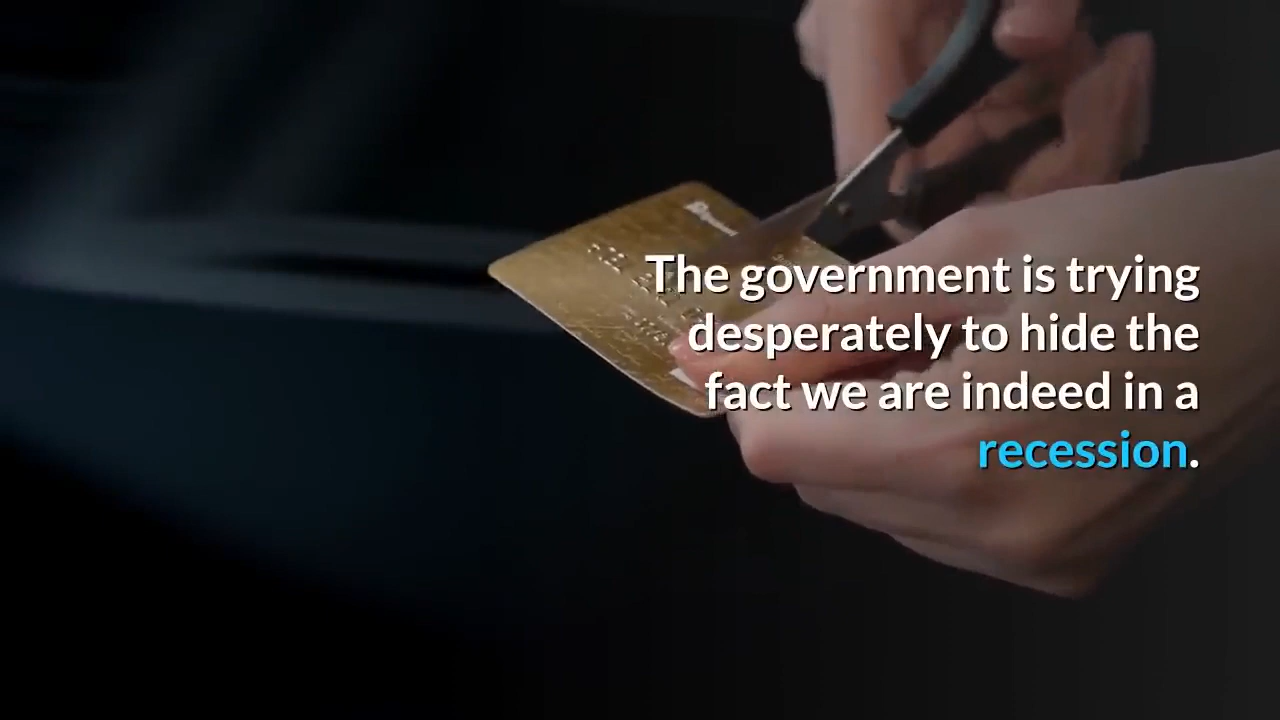 The government is trying
desperately to hide the
fact we are indeed in a
recession.